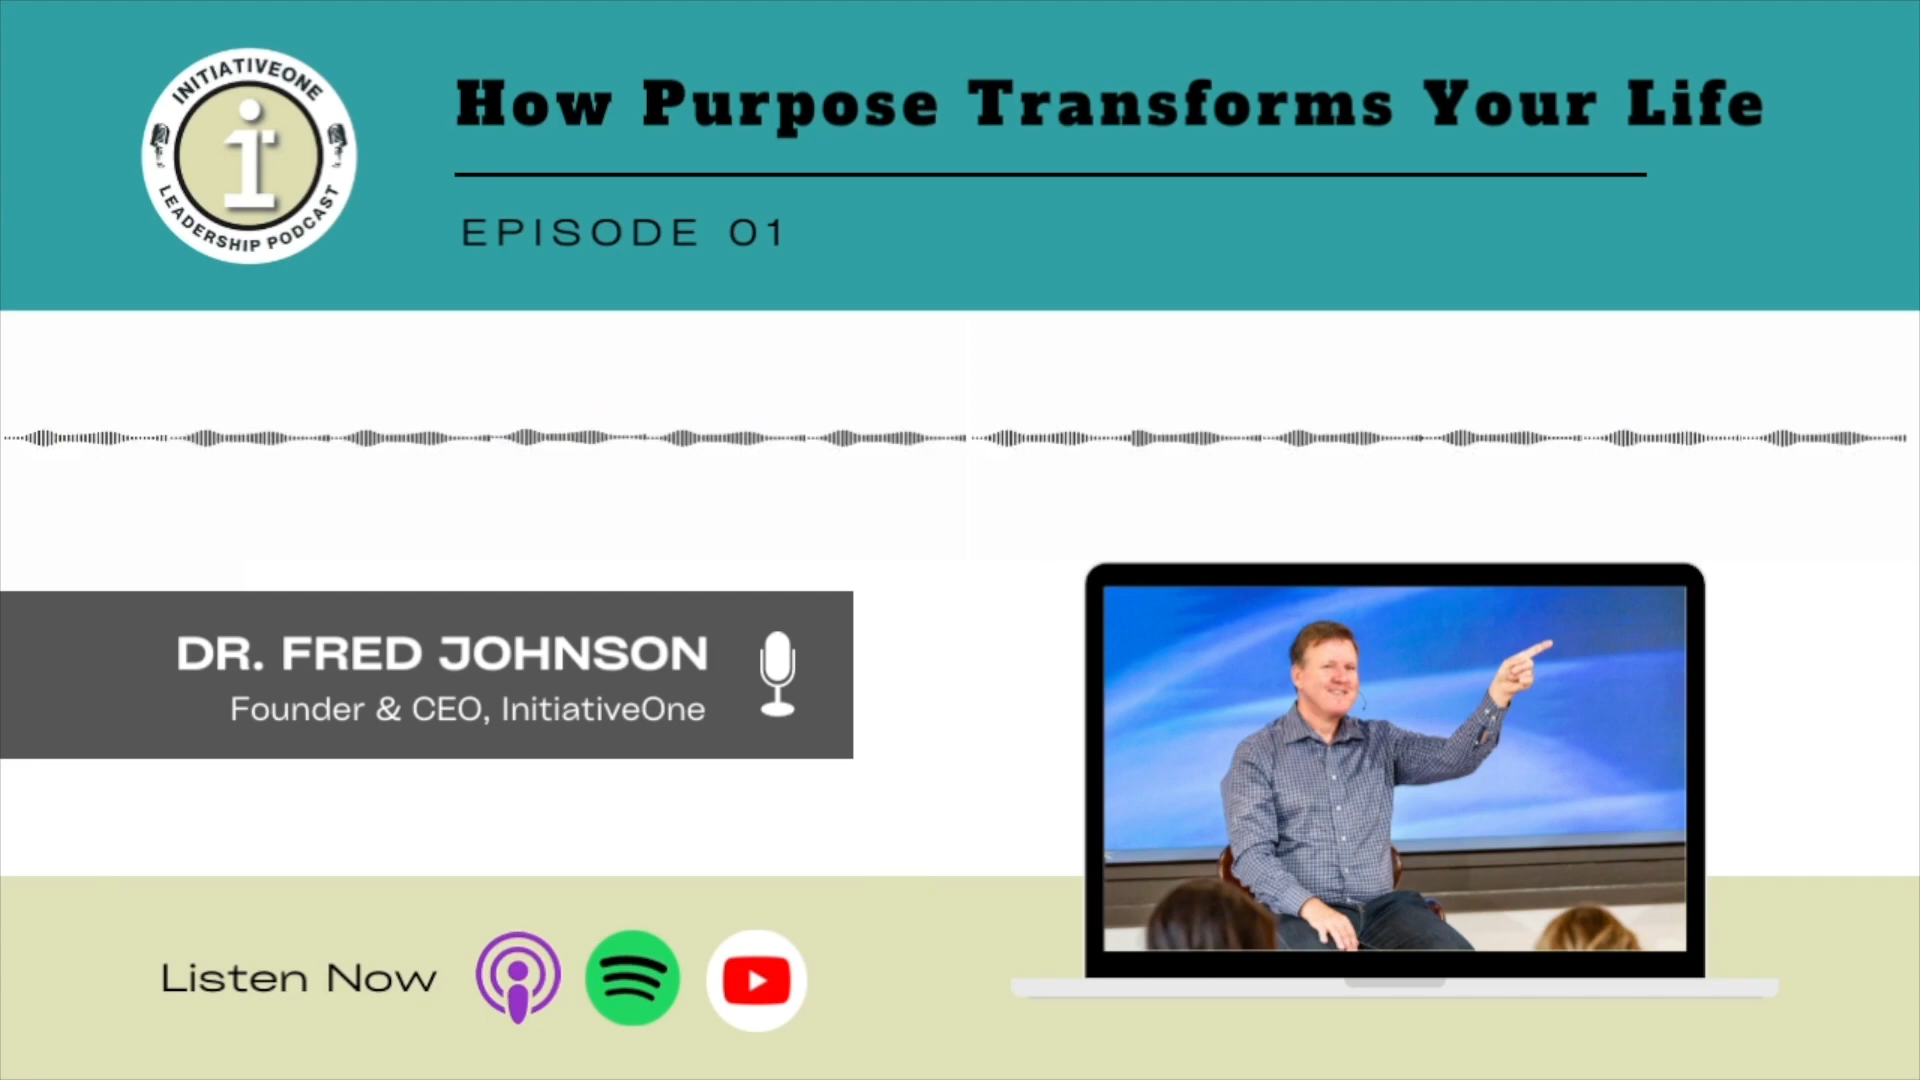 INITIATIVEONE
i
LEADERSHIP PODCAST
How Purpose Transforms Your Life
EPISODE 01
DR. FRED JOHNSON
Founder & CEO, InitiativeOne
Listen Now